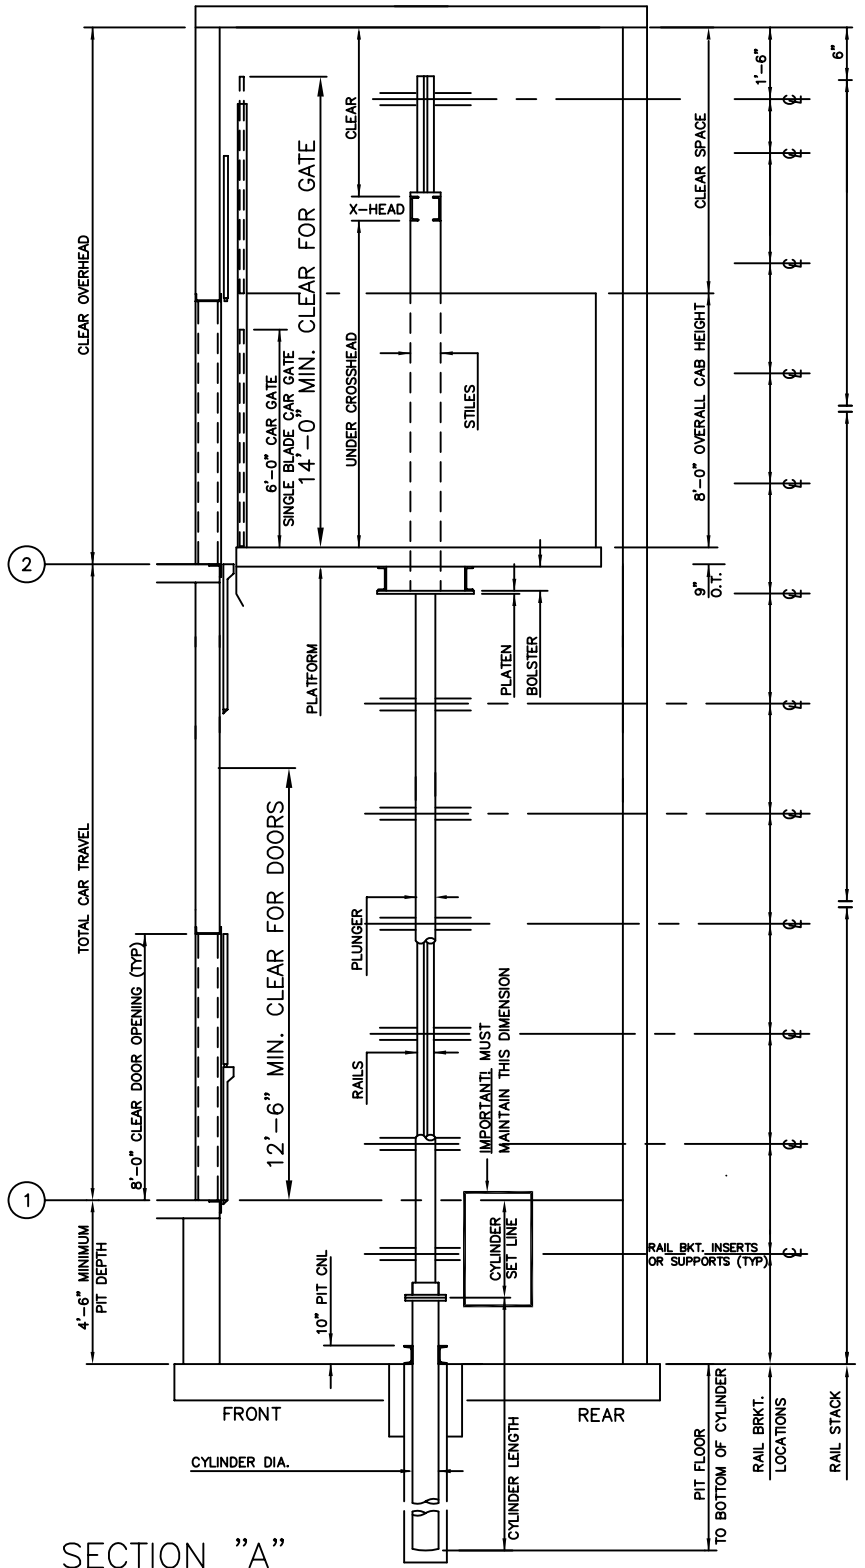 1'-6"
6"
CLEAR
CLEAR SPACE
X-HEAD
CLEAR OVERHEAD
14'-0" MIN. CLEAR FOR GATE
6'-0" CAR GATE
SINGLE BLADE CAR GATE
UNDER CROSSHEAD
STILES
8'-0" OVERALL CAB HEIGHT
2
9"
O.T.
PLATFORM
PLATEN
BOLSTER
TOTAL CAR TRAVEL
12'-6" MIN. CLEAR FOR DOORS
8'-0" CLEAR DOOR OPENING (TYP)
PLUNGER
RAILS
IMPORTANT! MUST
MAINTAIN THIS DIMENSION
1
4'-6" MINIMUM
PIT DEPTH
CYLINDER
SET LINE
RAIL BKT. INSERTS
OR SUPPORTS (TYP)
10" PIT CNL
FRONT
REAR
CYLINDER DIA.
CYLINDER LENGTH
PIT FLOOR
TO BOTTOM OF CYLINDER
RAIL BRKT.
LOCATIONS
RAIL STACK
SECTION "A"